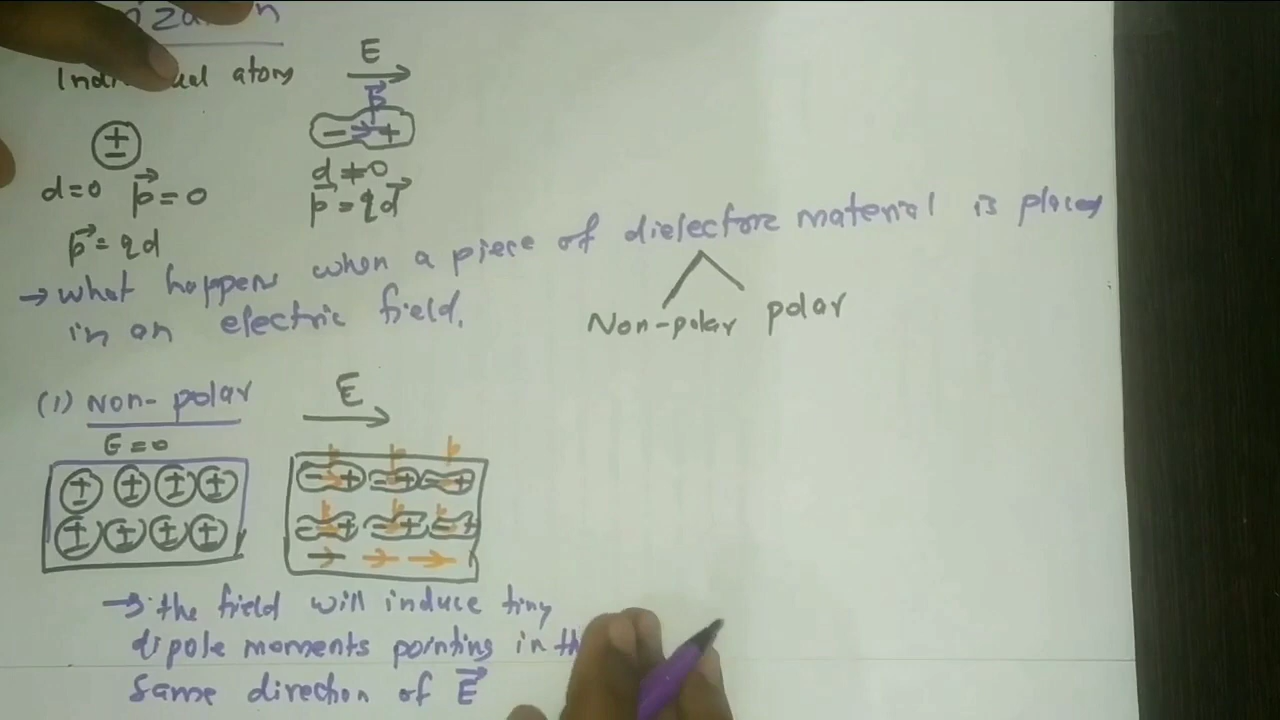 Individual atom
E
p
±
- +
d=0 p⃗ = 0
d ≠ 0
p⃗ = qd
p⃗ = qd⃗
→ what happens when a piece of dielectric material is placed
in an electric field.
Non-polar polar
(1) Non-polar
E
E = 0
p p p
± ± ± ±
- + - + - +
p p p
± ± ± ±
- + - + - +
→ the field will induce tiny
dipole moments pointing in
same direction of E⃗